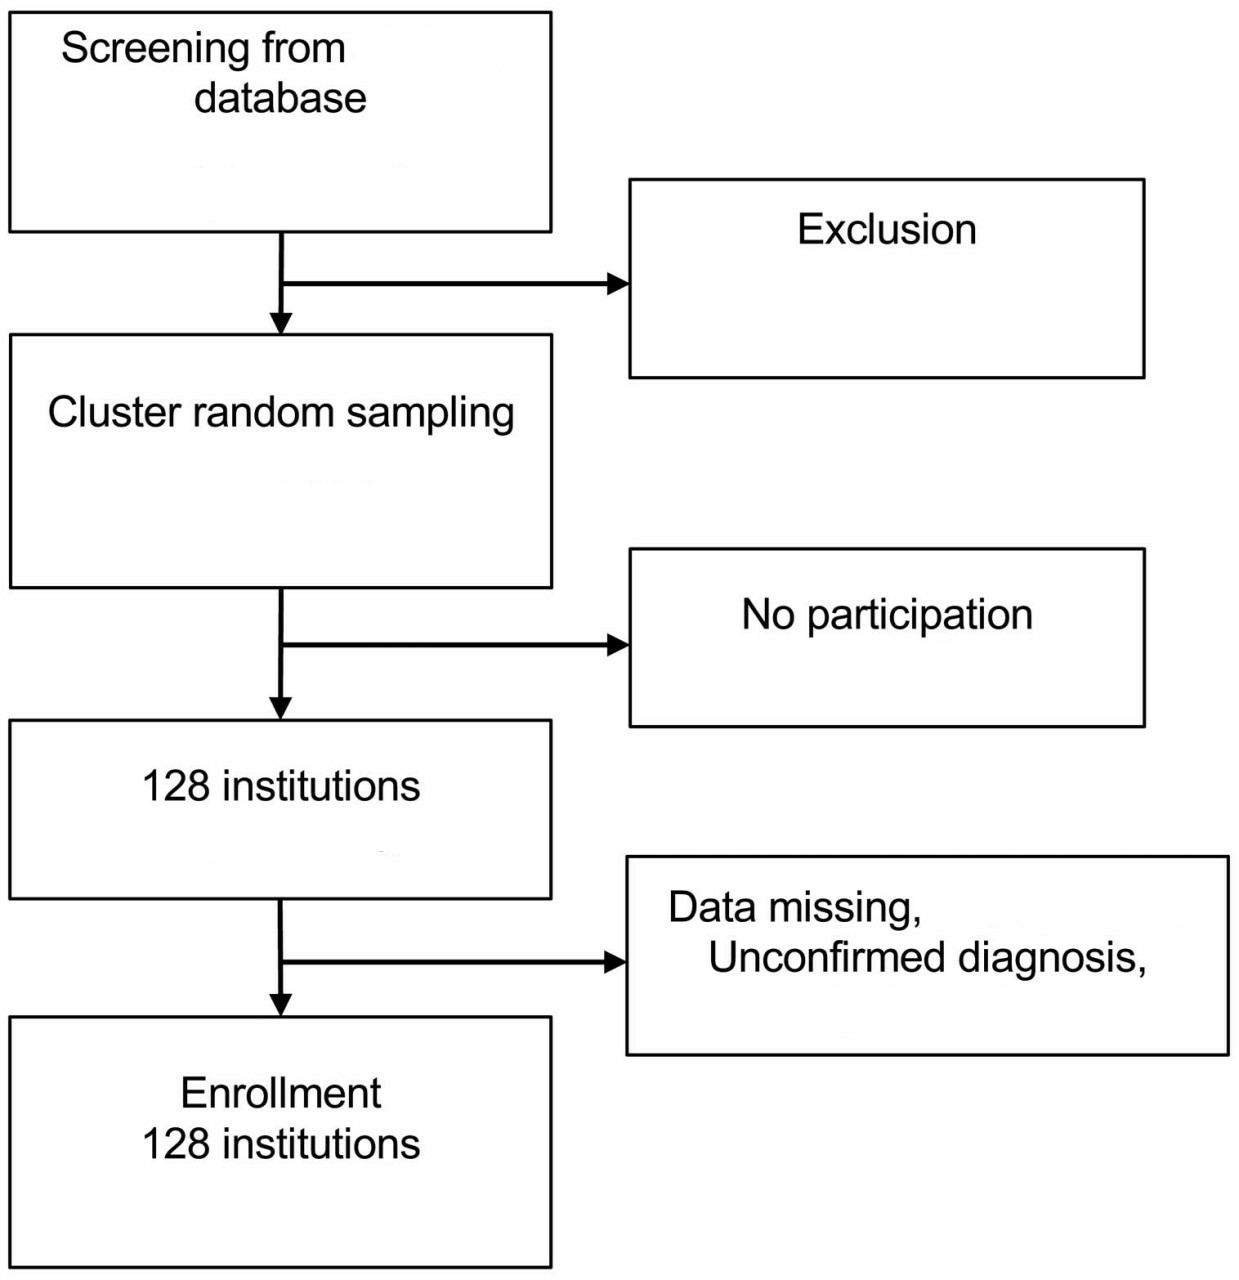 Screening from
database
Exclusion
Cluster random sampling
No participation
128 institutions
Data missing,
Unconfirmed diagnosis,
Enrollment
128 institutions